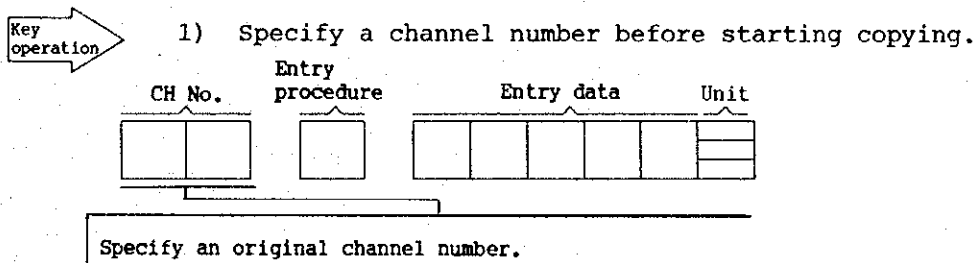 Key
operation
1) Specify a channel number before starting copying.
Entry
CH No. procedure Entry data Unit
Specify an original channel number.